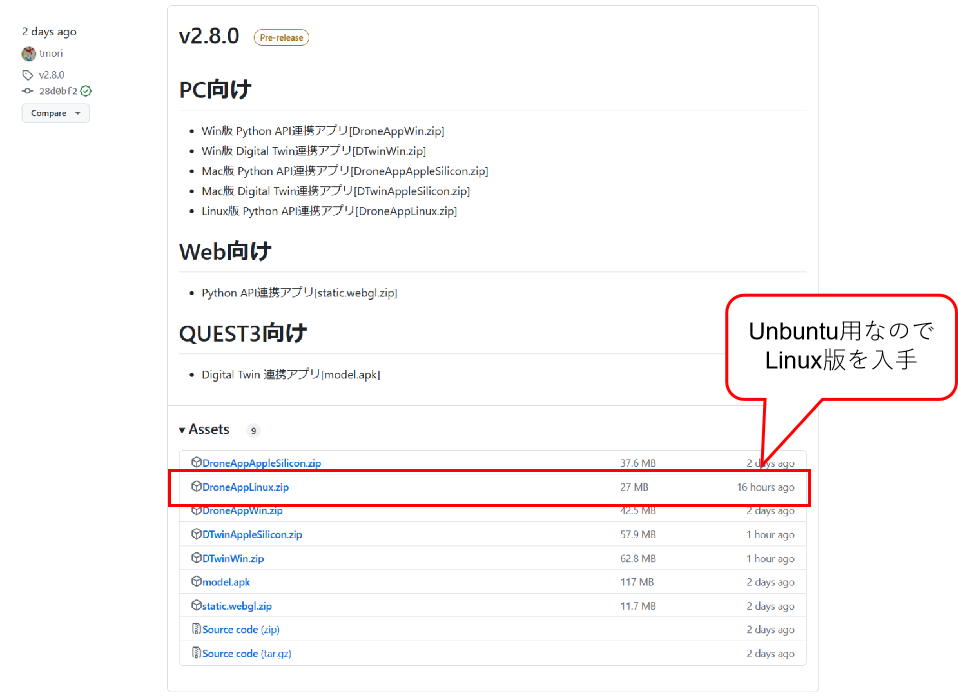 2 days ago
tmori
v2.8.0
28d0bf2
Compare
v2.8.0 Pre-release
PC向け
Win版 Python API連携アプリ[DroneAppWin.zip]
Win版 Digital Twin連携アプリ[DTwinWin.zip]
Mac版 Python API連携アプリ[DroneAppAppleSilicon.zip]
Mac版 Digital Twin連携アプリ[DTwinAppleSilicon.zip]
Linux版 Python API連携アプリ[DroneAppLinux.zip]
Web向け
Python API連携アプリ[static.webgl.zip]
QUEST3向け
Digital Twin 連携アプリ[model.apk]
Unbuntu用なので
Linux版を入手
Assets 9
DroneAppAppleSilicon.zip 37.6 MB 2 days ago
DroneAppLinux.zip 27 MB 16 hours ago
DroneAppWin.zip 42.5 MB 2 days ago
DTwinAppleSilicon.zip 57.9 MB 1 hour ago
DTwinWin.zip 62.8 MB 1 hour ago
model.apk 117 MB 2 days ago
static.webgl.zip 11.7 MB 2 days ago
Source code (zip) 2 days ago
Source code (tar.gz) 2 days ago